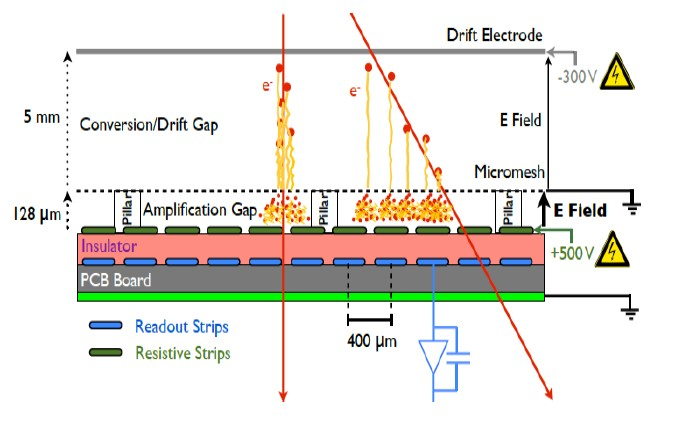 Drift Electrode
-300V
e-
e-
5 mm
Conversion/Drift Gap
E Field
Micromesh
128 µm
Pillar
Amplification Gap
Pillar
Pillar
E Field
+500V
Insulator
PCB Board
Readout Strips
400 µm
Resistive Strips